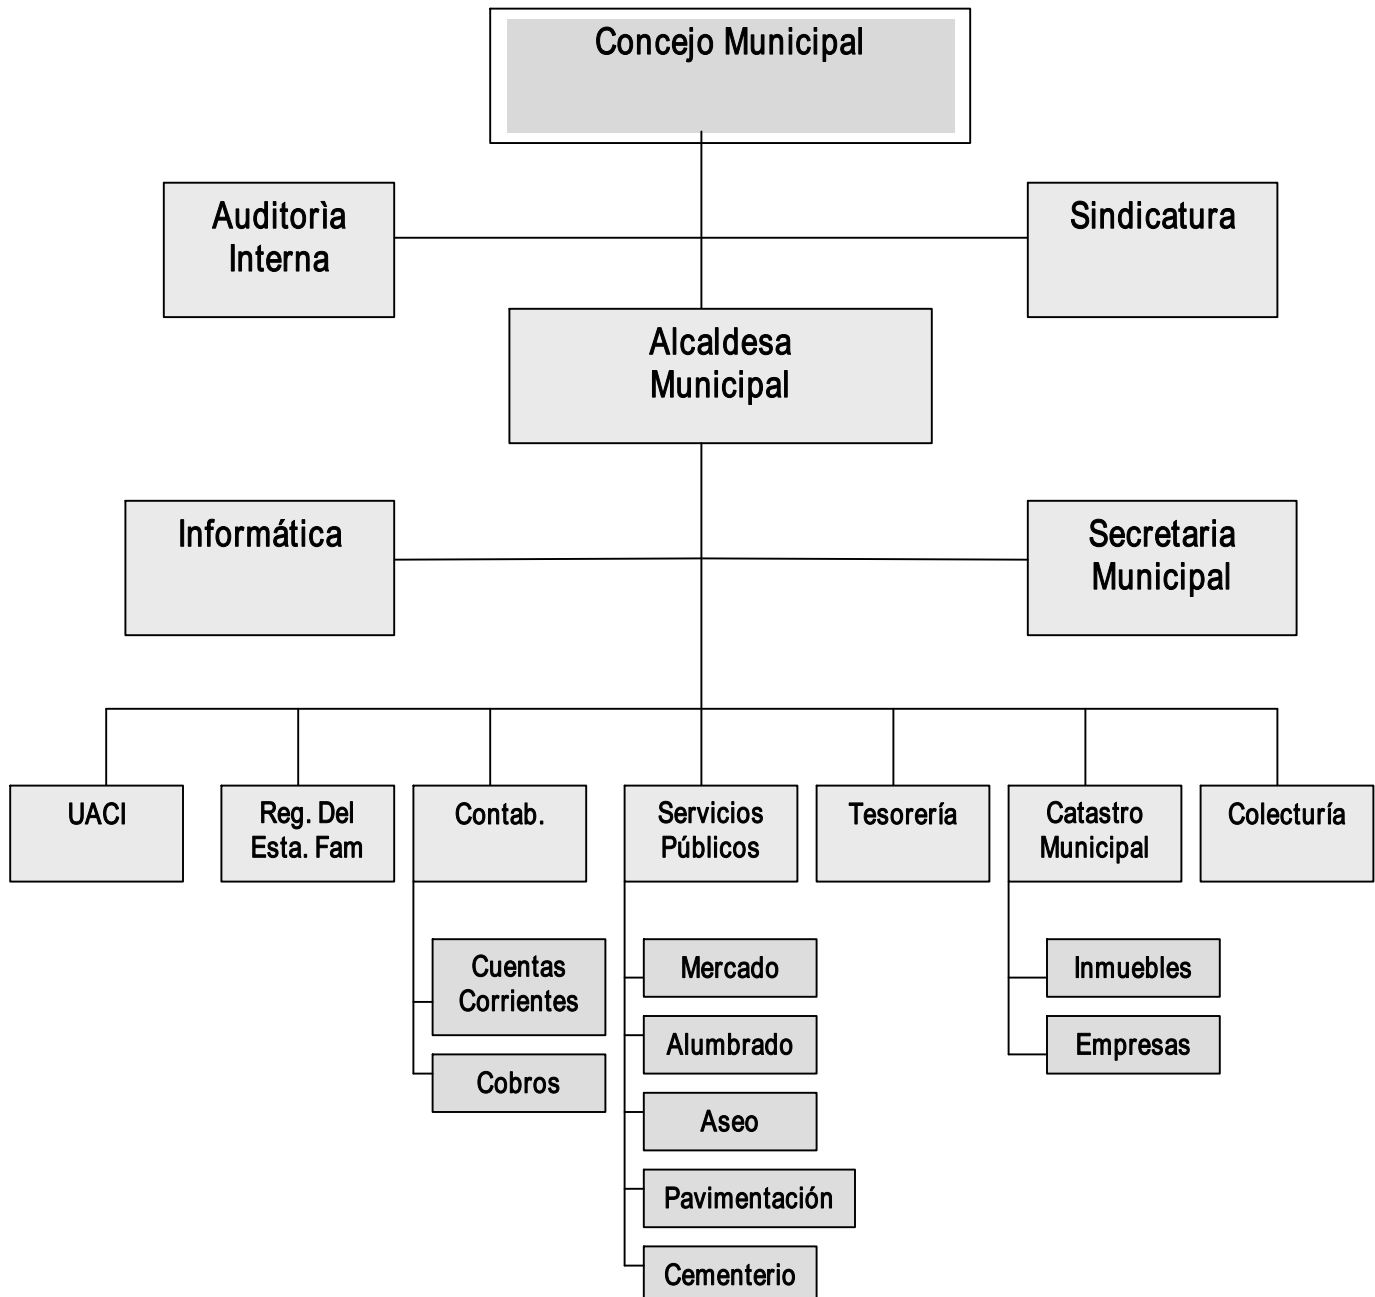 Concejo Municipal
Auditorìa
Interna
Sindicatura
Alcaldesa
Municipal
Informática
Secretaria
Municipal
UACI
Reg. Del
Esta. Fam
Contab.
Servicios
Públicos
Tesorería
Catastro
Municipal
Colecturía
Cuentas
Corrientes
Cobros
Mercado
Alumbrado
Aseo
Pavimentación
Cementerio
Inmuebles
Empresas